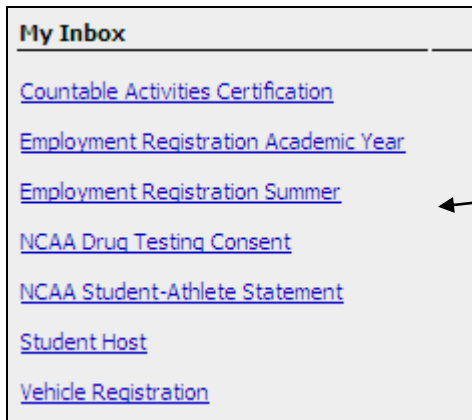 My Inbox
Countable Activities Certification
Employment Registration Academic Year
Employment Registration Summer
NCAA Drug Testing Consent
NCAA Student-Athlete Statement
Student Host
Vehicle Registration